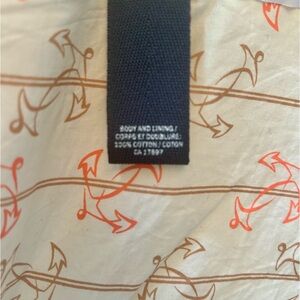 BODY AND LINING /
CORPS ET DOUBLURE:
100% COTTON / COTON
CA 17897